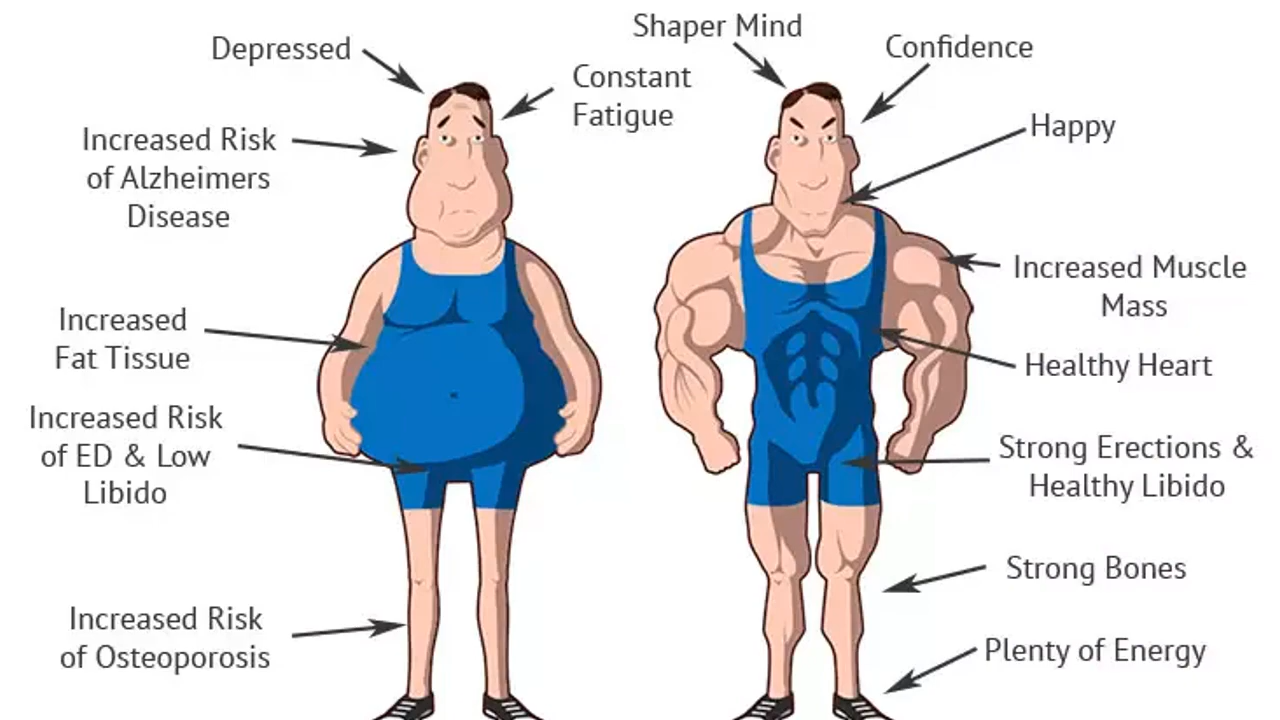 Depressed
Constant
Fatigue
Increased Risk
of Alzheimers
Disease
Increased
Fat Tissue
Increased Risk
of ED & Low
Libido
Increased Risk
of Osteoporosis
Shaper Mind
Confidence
Happy
Increased Muscle
Mass
Healthy Heart
Strong Erections &
Healthy Libido
Strong Bones
Plenty of Energy